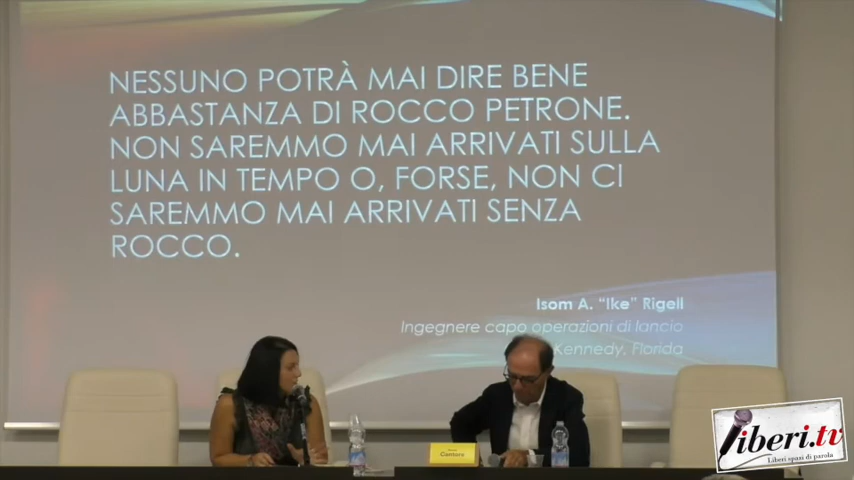 NESSUNO POTRÀ MAI DIRE BENE
ABBASTANZA DI ROCCO PETRONE.
NON SAREMMO MAI ARRIVATI SULLA
LUNA IN TEMPO O, FORSE, NON CI
SAREMMO MAI ARRIVATI SENZA
ROCCO.
Isom A. “Ike” Rigell
Ingegnere capo operazioni di lancio
Kennedy, Florida
Cantore
liberi.tv
Liberi spazi di parola